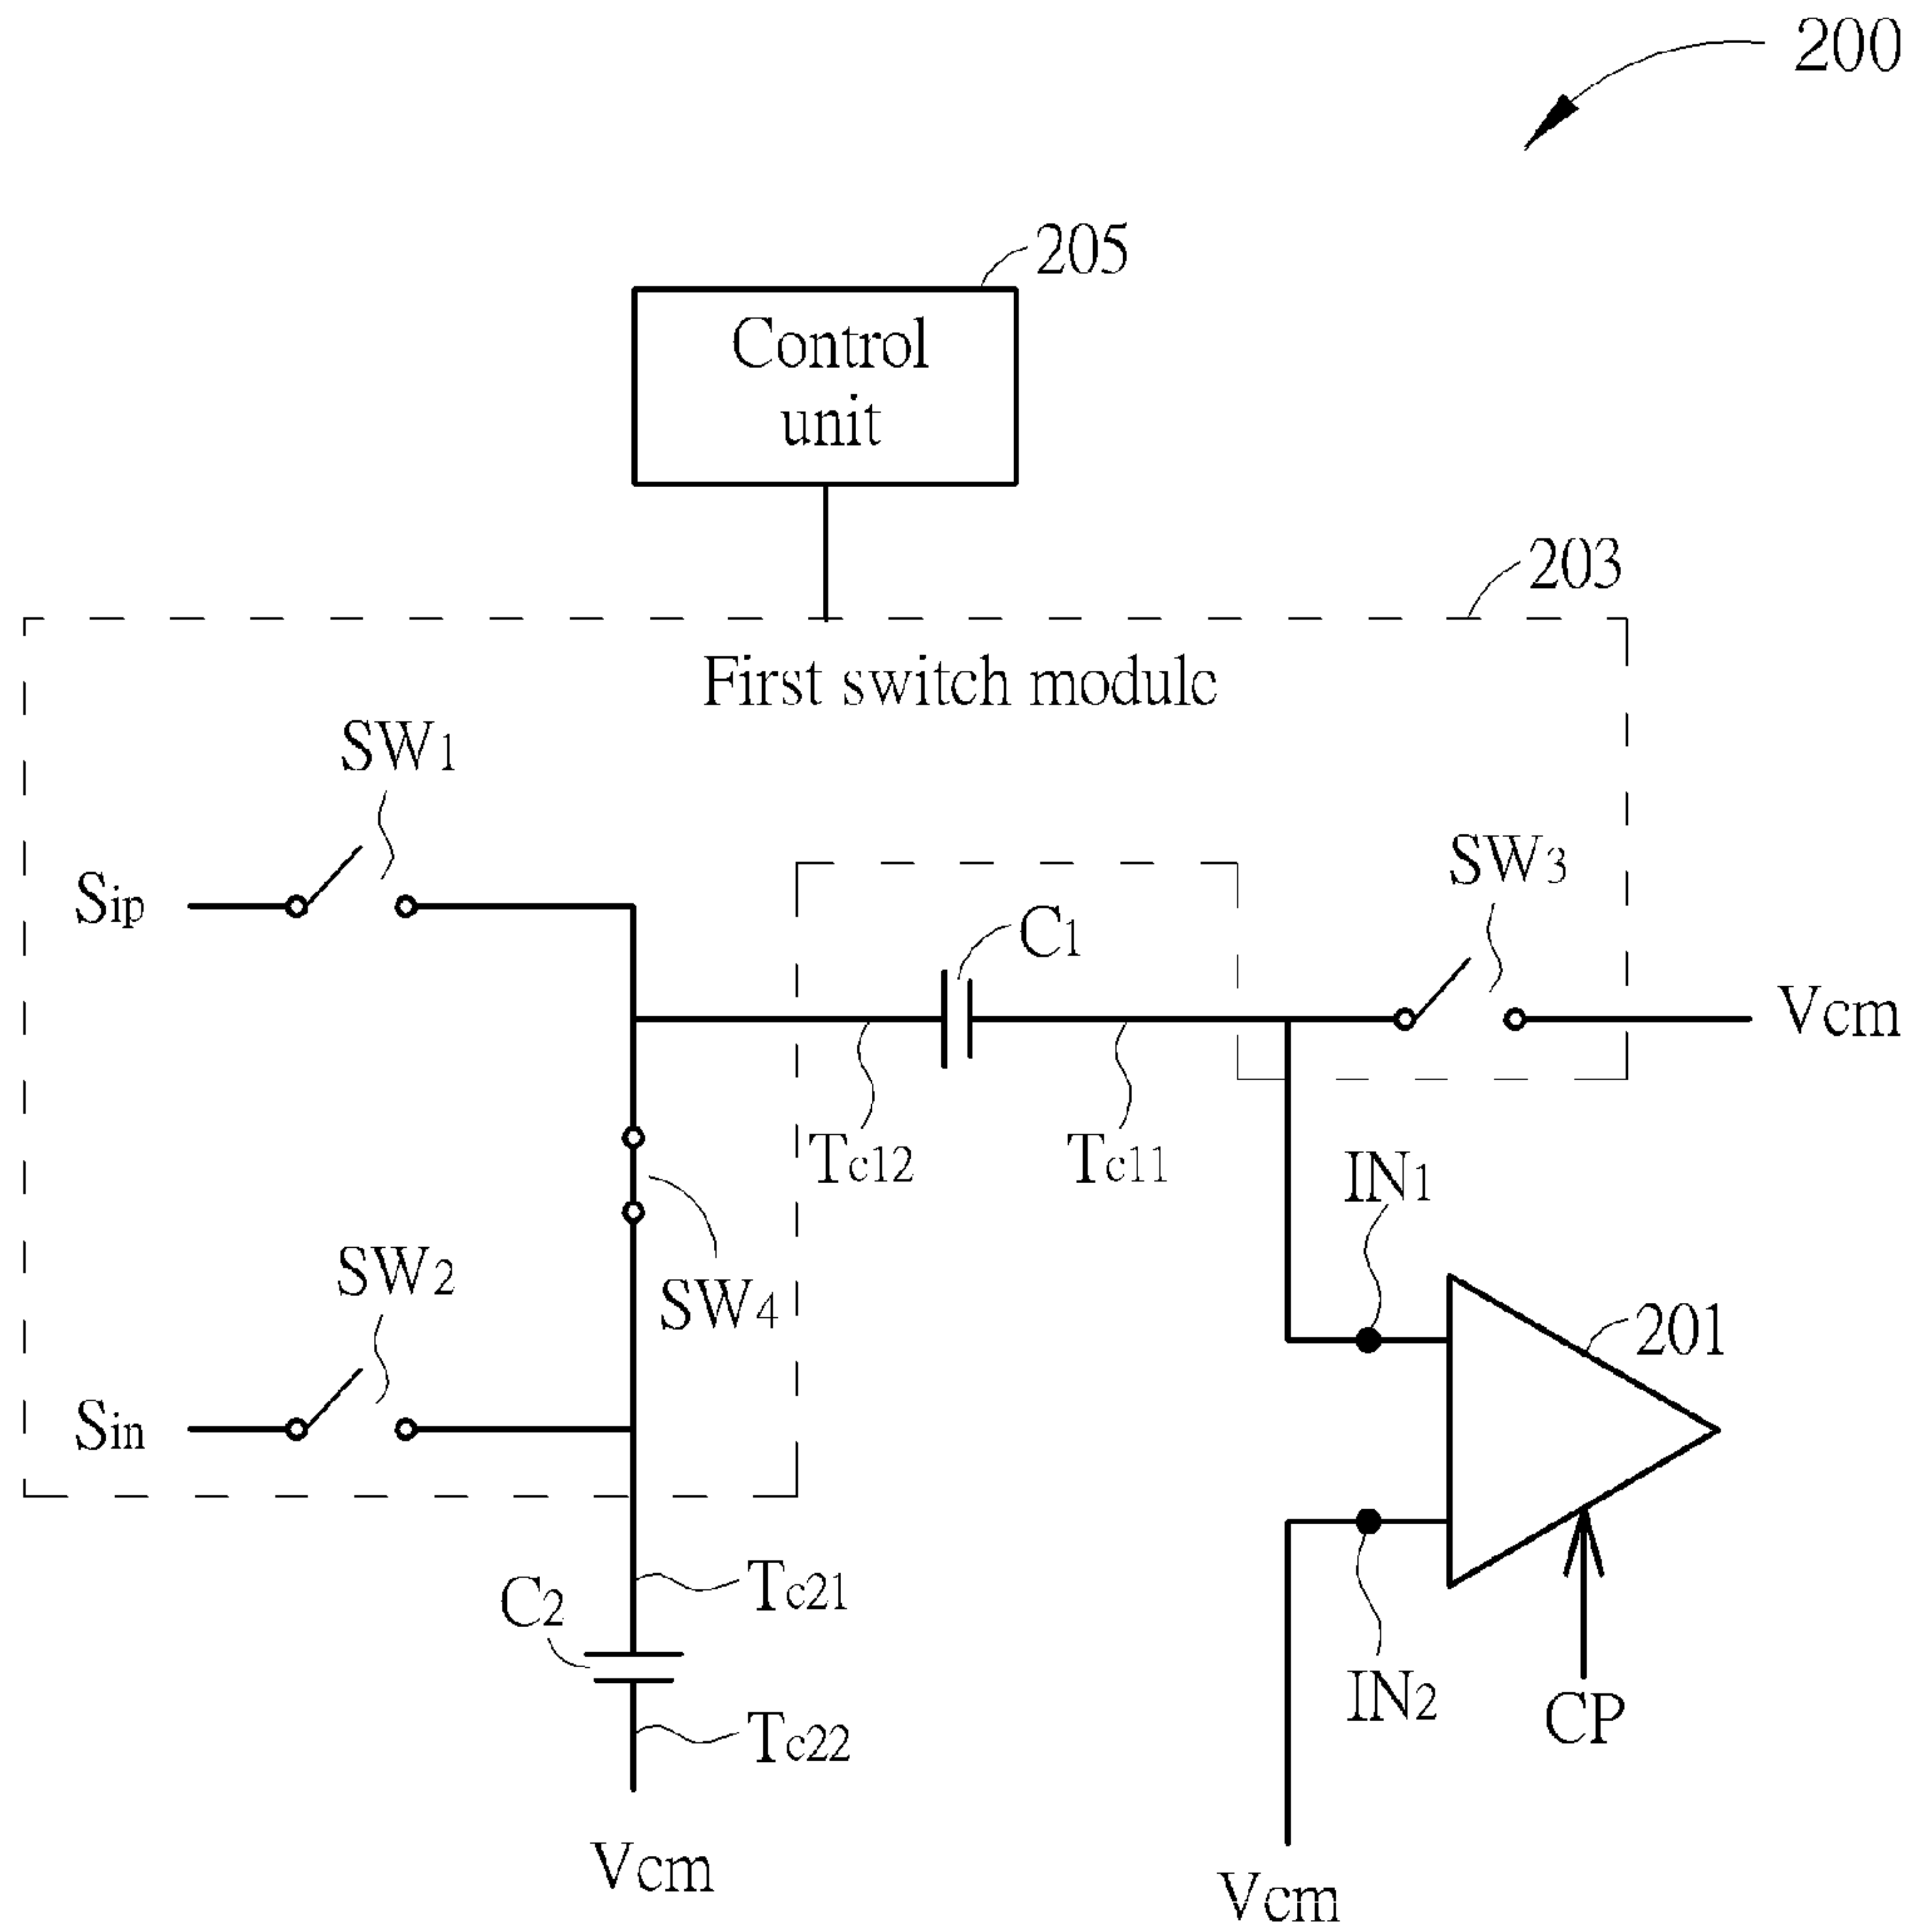 200
205
Control
unit
203
First switch module
SW1
SW3
Sip
C1
Vcm
Tc12
Tc11
IN1
SW2
SW4
201
Sin
Tc21
C2
IN2
CP
Tc22
Vcm
Vcm